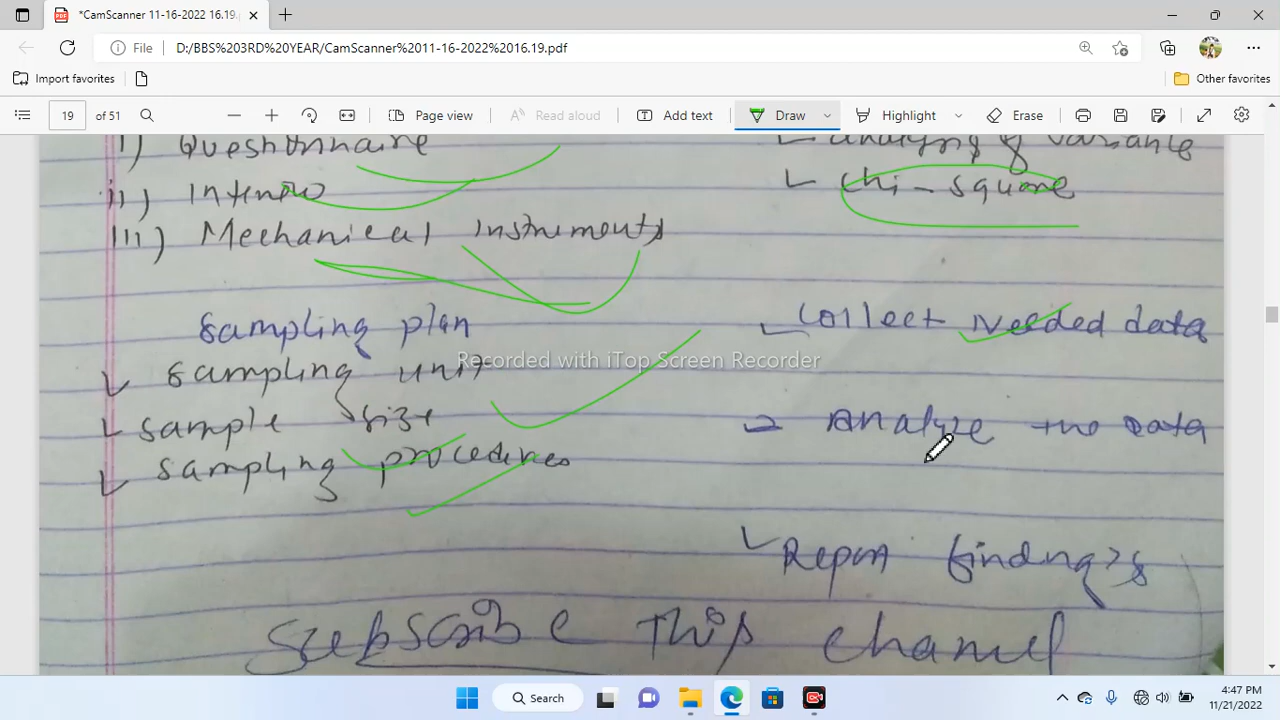 *CamScanner 11-16-2022 16.19.p
File D:/BBS%203RD%20YEAR/CamScanner%2011-16-2022%2016.19.pdf
Import favorites
Other favorites
19 of 51
Page view
Read aloud
Add text
Draw
Highlight
Erase
i) Questionnaire
ii) Interview
iii) Mechanical Instruments
sampling plan
sampling unit
sample size
sampling procedures
analysing of variance
chi-square
Collect Needed data
Analyze the Data
Report findings
Recorded with iTop Screen Recorder
Subscribe This channel
Search
4:47 PM
11/21/2022